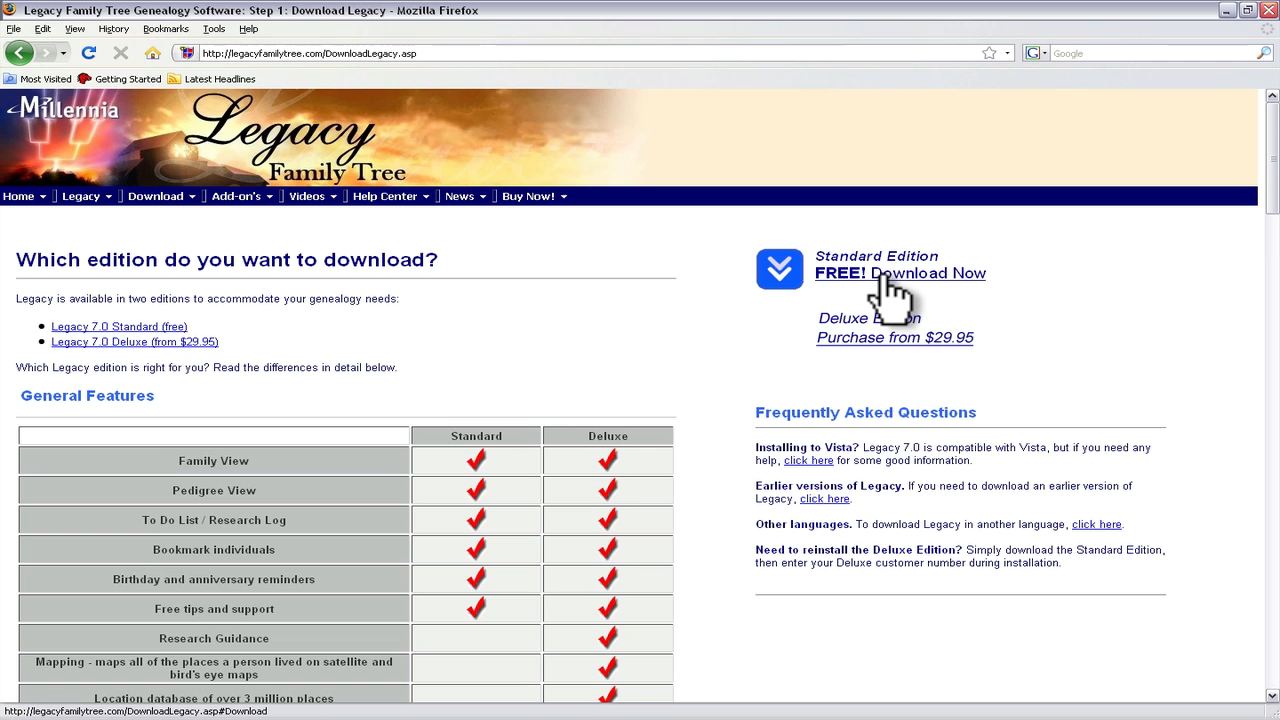 Legacy Family Tree Genealogy Software: Step 1: Download Legacy - Mozilla Firefox
File Edit View History Bookmarks Tools Help
http://legacyfamilytree.com/DownloadLegacy.asp
Google
Most Visited Getting Started Latest Headlines
Millennia
Legacy
Family Tree
Home Legacy Download Add-on's Videos Help Center News Buy Now!
Which edition do you want to download?
Legacy is available in two editions to accommodate your genealogy needs:
Legacy 7.0 Standard (free)
Legacy 7.0 Deluxe (from $29.95)
Which Legacy edition is right for you? Read the differences in detail below.
General Features
Standard Deluxe
Family View
Pedigree View
To Do List / Research Log
Bookmark individuals
Birthday and anniversary reminders
Free tips and support
Research Guidance
Mapping - maps all of the places a person lived on satellite and
bird's eye maps
Location database of over 3 million places
Standard Edition
FREE! Download Now
Deluxe
Purchase from $29.95
Frequently Asked Questions
Installing to Vista? Legacy 7.0 is compatible with Vista, but if you need any
help, click here for some good information.
Earlier versions of Legacy. If you need to download an earlier version of
Legacy, click here.
Other languages. To download Legacy in another language, click here.
Need to reinstall the Deluxe Edition? Simply download the Standard Edition,
then enter your Deluxe customer number during installation.
http://legacyfamilytree.com/DownloadLegacy.asp#Download